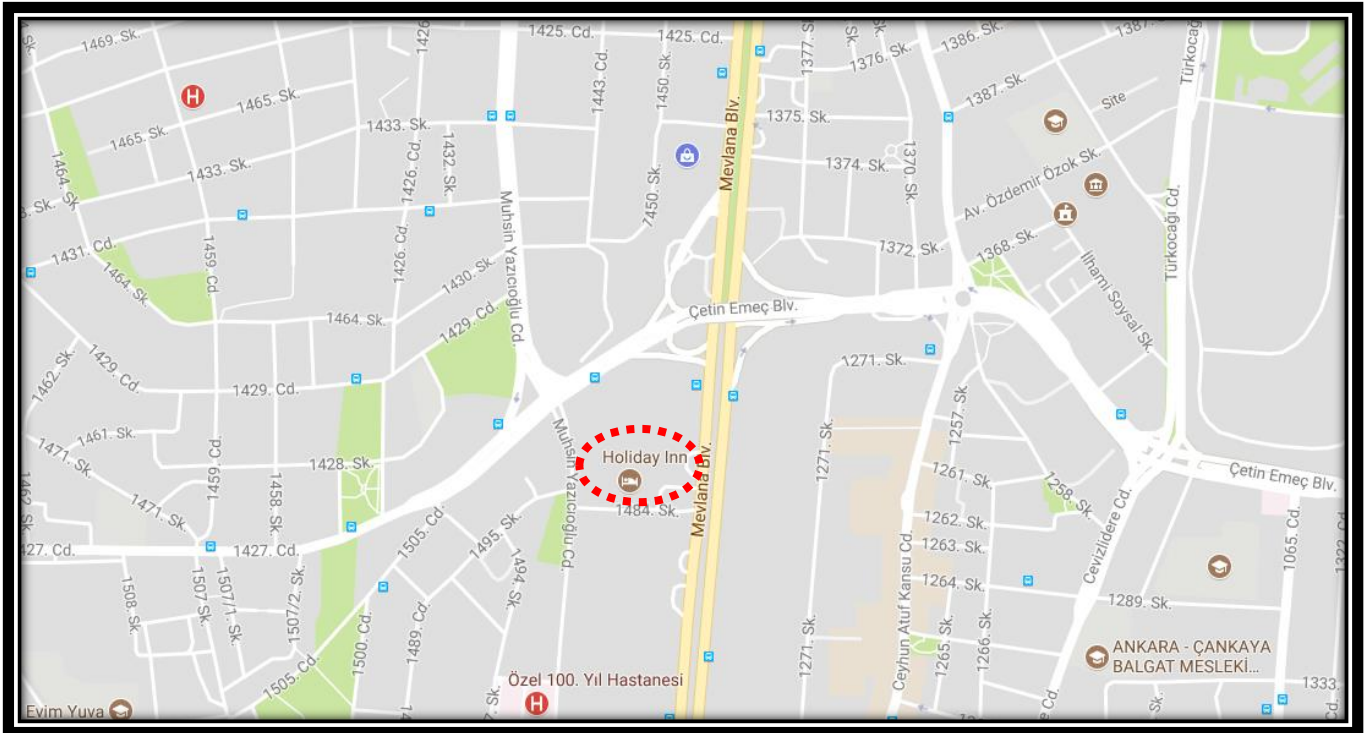 1469. Sk.
1425. Cd.
1425. Cd.
1376. Sk.
1386. Sk.
1465. Sk.
1443. Cd.
1450. Sk.
1387. Sk.
Site
1465. Sk.
1433. Sk.
1432. Sk.
1375. Sk.
Mevlana Blv.
1433. Sk.
1426. Cd.
7450. Sk.
1374. Sk.
1370. Sk.
Av. Özdemir Özok Sk.
1464. Sk.
Muhsin Yazıcıoğlu Cd.
Türkocağı Cd.
1431. Cd.
1459. Cd.
1426. Cd.
1372. Sk.
1368. Sk.
1464. Sk.
1430. Sk.
İlhami Soysal Sk.
1464. Sk.
1429. Cd.
Çetin Emeç Blv.
1462. Sk.
1429. Cd.
1429. Cd.
1271. Sk.
1257. Sk.
1461. Sk.
1471. Sk.
1459. Cd.
1458. Sk.
1428. Sk.
Muhsin Yazıcıoğlu Cd.
Holiday Inn
Mevlana Blv.
1271. Sk.
1261. Sk.
1258. Sk.
Çetin Emeç Blv.
1462. Sk.
1471. Sk.
1484. Sk.
1262. Sk.
Cevizlidere Cd.
1065. Cd.
1322. Cd.
27. Cd.
1427. Cd.
1505. Cd.
1495. Sk.
1494. Sk.
1263. Sk.
1264. Sk.
1508. Sk.
1507. Sk.
1507/1. Sk.
1507/2. Sk.
1500. Cd.
1489. Cd.
1271. Sk.
Ceyhun Atuf Kansu Cd.
1265. Sk.
1266. Sk.
1289. Sk.
ANKARA - ÇANKAYA
BALGAT MESLEKİ...
1505. Cd.
Özel 100. Yıl Hastanesi
1333.
Cd.
Evim Yuva
Sk.
e Cd.